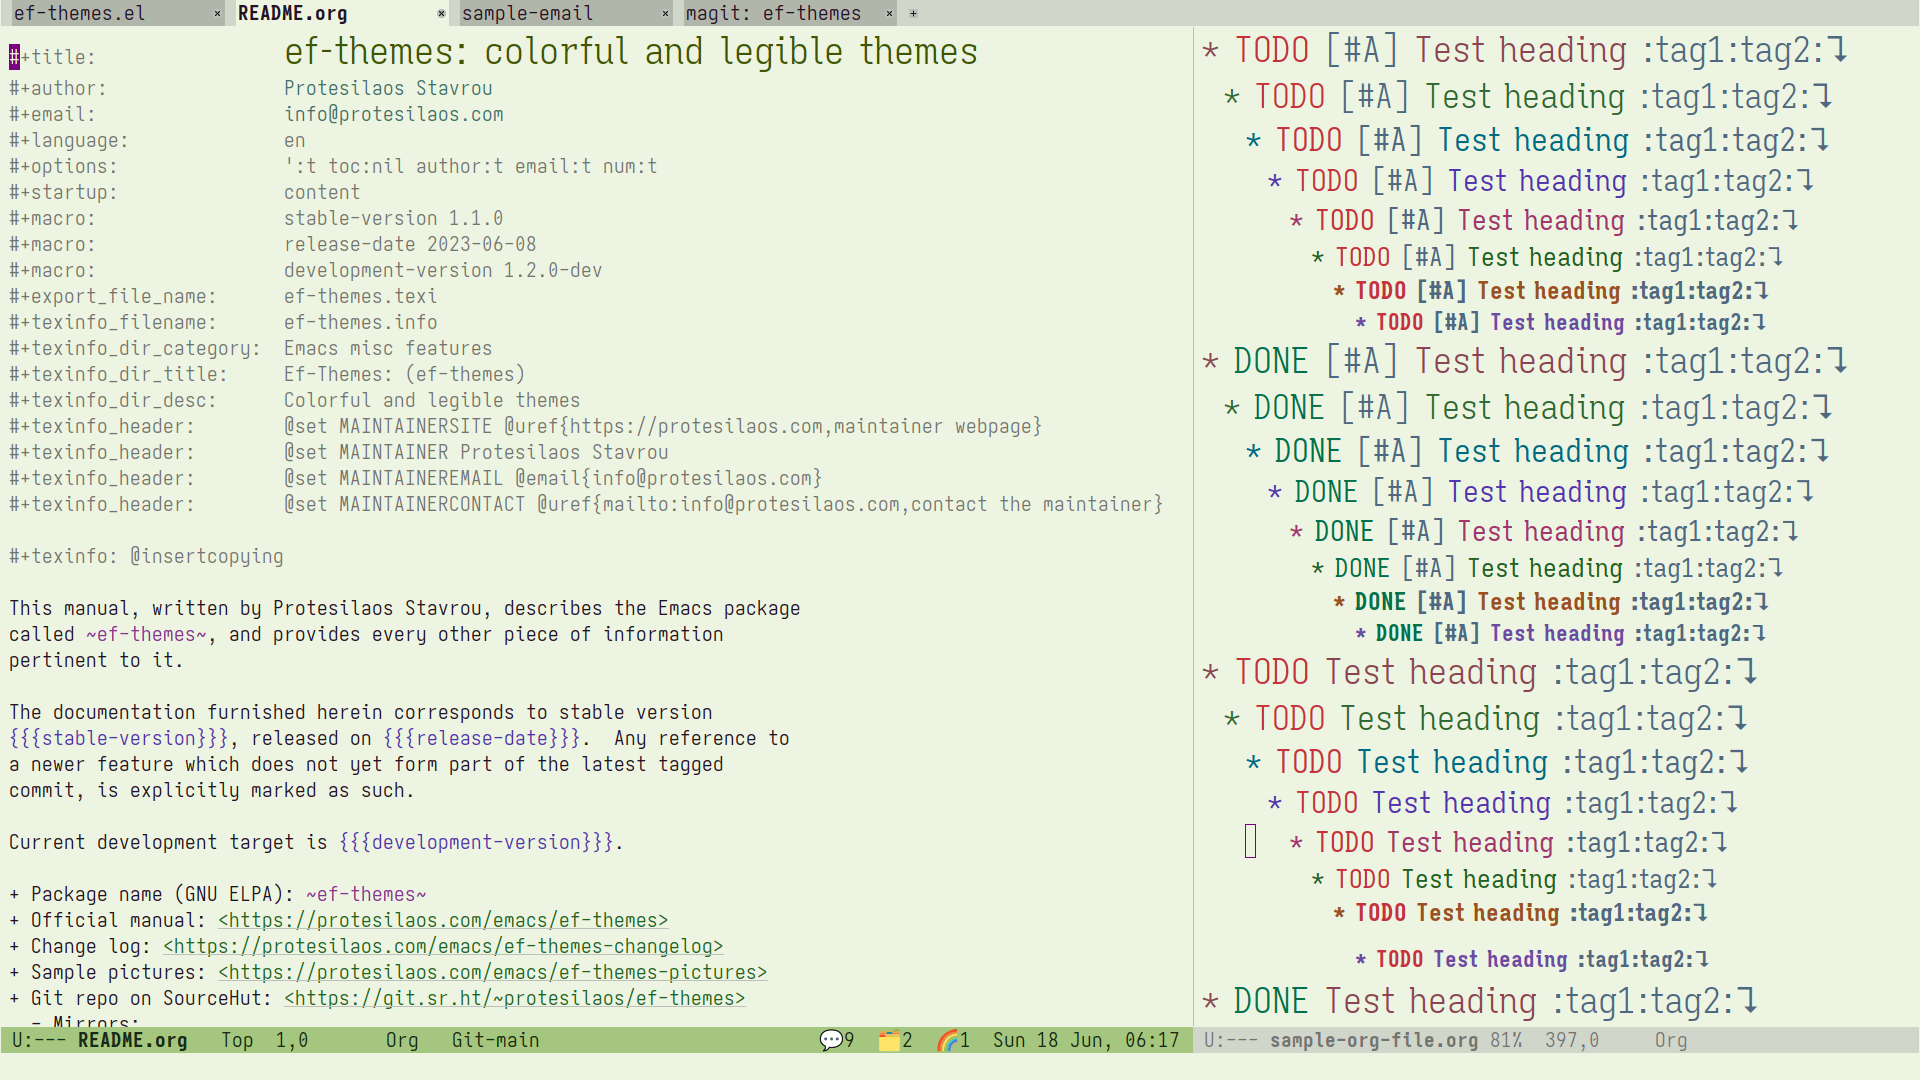 ef-themes.el × README.org × sample-email × magit: ef-themes × +
#+title: ef-themes: colorful and legible themes
#+author: Protesilaos Stavrou
#+email: info@protesilaos.com
#+language: en
#+options: ':t toc:nil author:t email:t num:t
#+startup: content
#+macro: stable-version 1.1.0
#+macro: release-date 2023-06-08
#+macro: development-version 1.2.0-dev
#+export_file_name: ef-themes.texi
#+texinfo_filename: ef-themes.info
#+texinfo_dir_category: Emacs misc features
#+texinfo_dir_title: Ef-Themes: (ef-themes)
#+texinfo_dir_desc: Colorful and legible themes
#+texinfo_header: @set MAINTAINERSITE @uref{https://protesilaos.com,maintainer webpage}
#+texinfo_header: @set MAINTAINER Protesilaos Stavrou
#+texinfo_header: @set MAINTAINEREMAIL @email{info@protesilaos.com}
#+texinfo_header: @set MAINTAINERCONTACT @uref{mailto:info@protesilaos.com,contact the maintainer}
#+texinfo: @insertcopying
This manual, written by Protesilaos Stavrou, describes the Emacs package
called ~ef-themes~, and provides every other piece of information
pertinent to it.
The documentation furnished herein corresponds to stable version
{{{stable-version}}}, released on {{{release-date}}}.  Any reference to
a newer feature which does not yet form part of the latest tagged
commit, is explicitly marked as such.
Current development target is {{{development-version}}}.
+ Package name (GNU ELPA): ~ef-themes~
+ Official manual: <https://protesilaos.com/emacs/ef-themes>
+ Change log: <https://protesilaos.com/emacs/ef-themes-changelog>
+ Sample pictures: <https://protesilaos.com/emacs/ef-themes-pictures>
+ Git repo on SourceHut: <https://git.sr.ht/~protesilaos/ef-themes>
- Mirrors:
U:--- README.org Top 1,0 Org Git-main 💬9 🗂️2 🌈1 Sun 18 Jun, 06:17
* TODO [#A] Test heading :tag1:tag2:⤵
* TODO [#A] Test heading :tag1:tag2:⤵
* TODO [#A] Test heading :tag1:tag2:⤵
* TODO [#A] Test heading :tag1:tag2:⤵
* TODO [#A] Test heading :tag1:tag2:⤵
* TODO [#A] Test heading :tag1:tag2:⤵
* TODO [#A] Test heading :tag1:tag2:⤵
* TODO [#A] Test heading :tag1:tag2:⤵
* DONE [#A] Test heading :tag1:tag2:⤵
* DONE [#A] Test heading :tag1:tag2:⤵
* DONE [#A] Test heading :tag1:tag2:⤵
* DONE [#A] Test heading :tag1:tag2:⤵
* DONE [#A] Test heading :tag1:tag2:⤵
* DONE [#A] Test heading :tag1:tag2:⤵
* DONE [#A] Test heading :tag1:tag2:⤵
* DONE [#A] Test heading :tag1:tag2:⤵
* TODO Test heading :tag1:tag2:⤵
* TODO Test heading :tag1:tag2:⤵
* TODO Test heading :tag1:tag2:⤵
* TODO Test heading :tag1:tag2:⤵
* TODO Test heading :tag1:tag2:⤵
* TODO Test heading :tag1:tag2:⤵
* TODO Test heading :tag1:tag2:⤵
* TODO Test heading :tag1:tag2:⤵
* DONE Test heading :tag1:tag2:⤵
U:--- sample-org-file.org 81% 397,0 Org